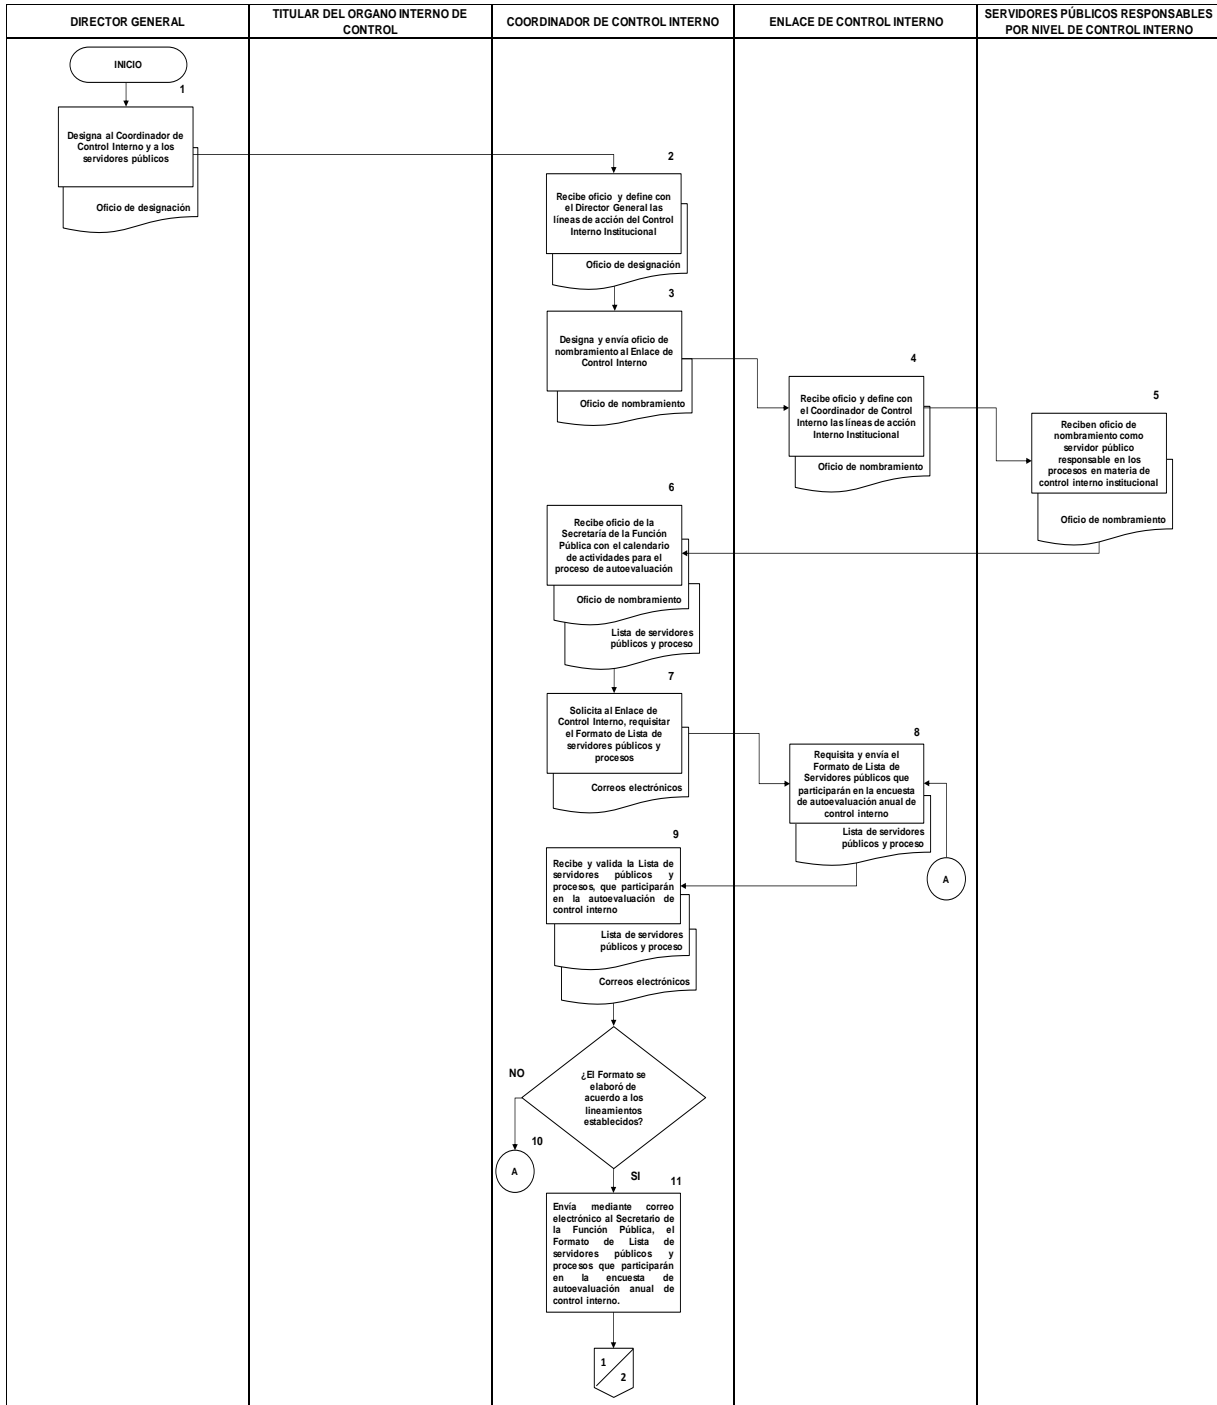 DIRECTOR GENERAL
TITULAR DEL ORGANO INTERNO DE
CONTROL
COORDINADOR DE CONTROL INTERNO
ENLACE DE CONTROL INTERNO
SERVIDORES PÚBLICOS RESPONSABLES
POR NIVEL DE CONTROL INTERNO
INICIO
1
Designa al Coordinador de
Control Interno y a los
servidores públicos
Oficio de designación
2
Recibe oficio y define con
el Director General las
líneas de acción del Control
Interno Institucional
Oficio de designación
3
Designa y envía oficio de
nombramiento al Enlace de
Control Interno
Oficio de nombramiento
4
Recibe oficio y define con
el Coordinador de Control
Interno las líneas de acción
Interno Institucional
Oficio de nombramiento
5
Reciben oficio de
nombramiento como
servidor público
responsable en los
procesos en materia de
control interno institucional
Oficio de nombramiento
6
Recibe oficio de la
Secretaría de la Función
Pública con el calendario
de actividades para el
proceso de autoevaluación
Oficio de nombramiento
Lista de servidores
públicos y proceso
7
Solicita al Enlace de
Control Interno, requisitar
el Formato de Lista de
servidores públicos y
procesos
Correos electrónicos
8
Requisita y envía el
Formato de Lista de
Servidores públicos que
participarán en la encuesta
de autoevaluación anual de
control interno
Lista de servidores
públicos y proceso
A
9
Recibe y valida la Lista de
servidores públicos y
procesos, que participarán
en la autoevaluación de
control interno
Lista de servidores
públicos y proceso
Correos electrónicos
NO
¿El Formato se
elaboró de
acuerdo a los
lineamientos
establecidos?
10
A
SI
11
Envía mediante correo
electrónico al Secretario de
la Función Pública, el
Formato de Lista de
servidores públicos y
procesos que participarán
en la encuesta de
autoevaluación anual de
control interno.
1
2